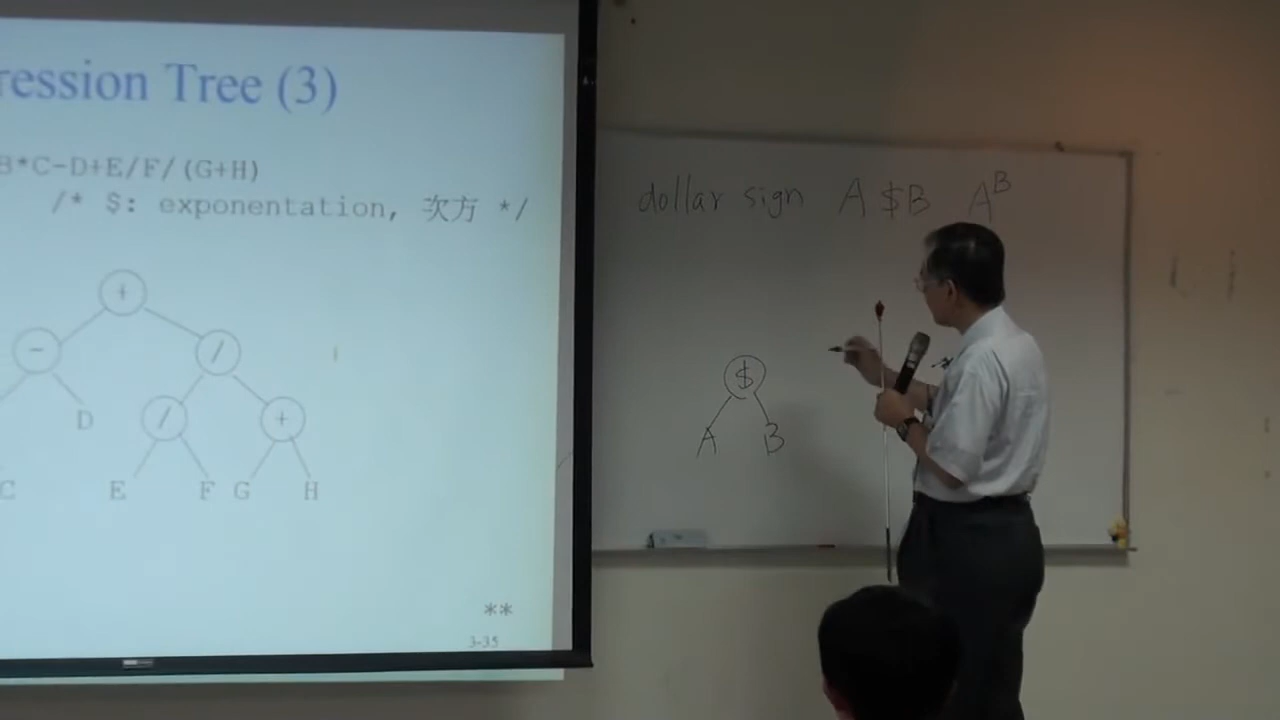 ression Tree (3)
B*C-D+E/F/(G+H)
/* $: exponentation, 次方 */
+
- /
D / +
C E F G H
**
3-35
dollar sign A $ B A^B
$
A B